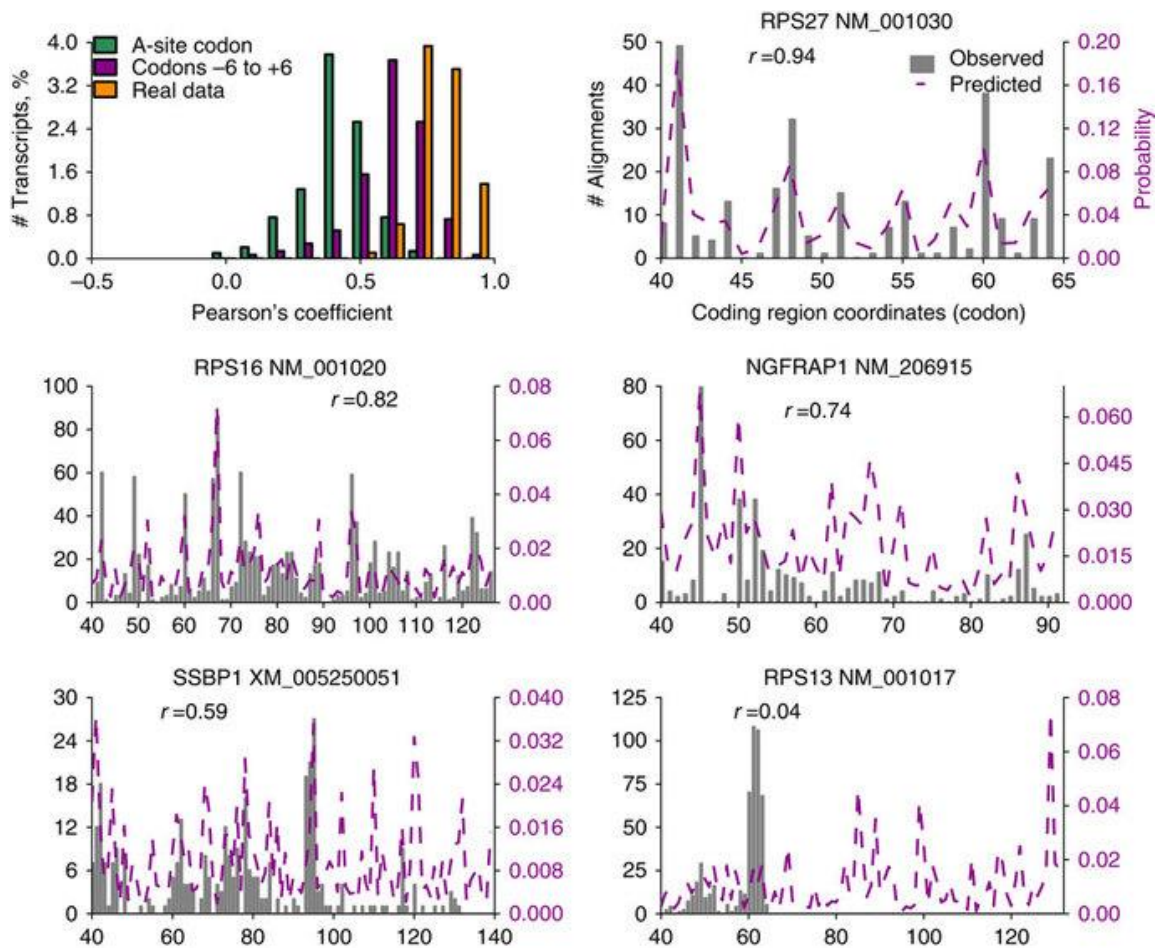 4.0
3.2
2.4
1.6
0.8
0.0
# Transcripts, %
A-site codon
Codons –6 to +6
Real data
–0.5
0.0
0.5
1.0
Pearson's coefficient
RPS27 NM_001030
r=0.94
Observed
Predicted
50
40
30
20
10
0
# Alignments
0.20
0.16
0.12
0.08
0.04
0.00
Probability
40 45 50 55 60 65
Coding region coordinates (codon)
RPS16 NM_001020
r=0.82
100
80
60
40
20
0
0.08
0.06
0.04
0.02
0.00
40 50 60 70 80 90 100 110 120
NGFRAP1 NM_206915
r=0.74
80
60
40
20
0
0.060
0.045
0.030
0.015
0.000
40 50 60 70 80 90
SSBP1 XM_005250051
r=0.59
30
24
18
12
6
0
0.040
0.032
0.024
0.016
0.008
0.000
40 60 80 100 120 140
RPS13 NM_001017
r=0.04
125
100
75
50
25
0
0.08
0.06
0.04
0.02
0.00
40 60 80 100 120